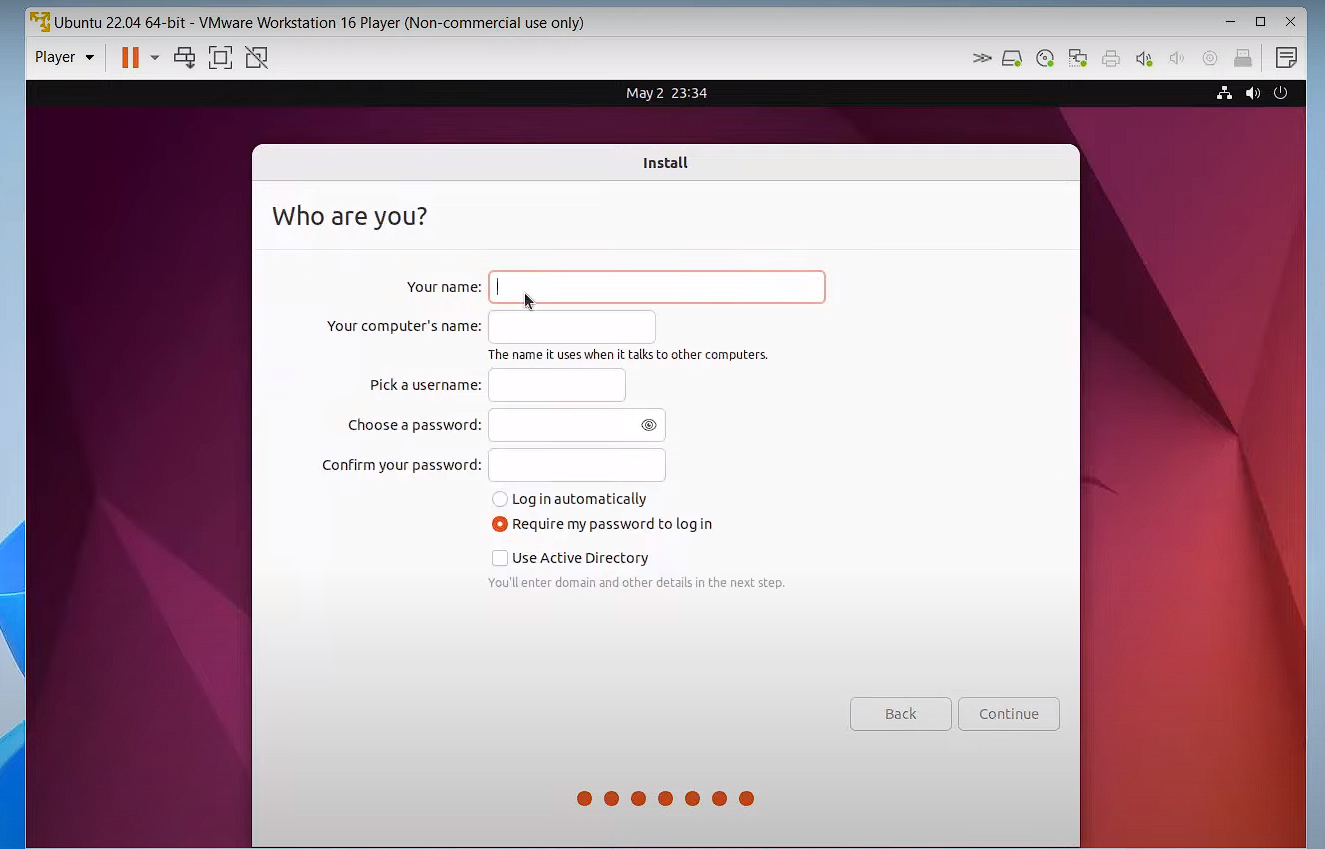 Ubuntu 22.04 64-bit - VMware Workstation 16 Player (Non-commercial use only)
Player
May 2 23:34
Install
Who are you?
Your name:
Your computer's name:
The name it uses when it talks to other computers.
Pick a username:
Choose a password:
Confirm your password:
Log in automatically
Require my password to log in
Use Active Directory
You'll enter domain and other details in the next step.
Back Continue